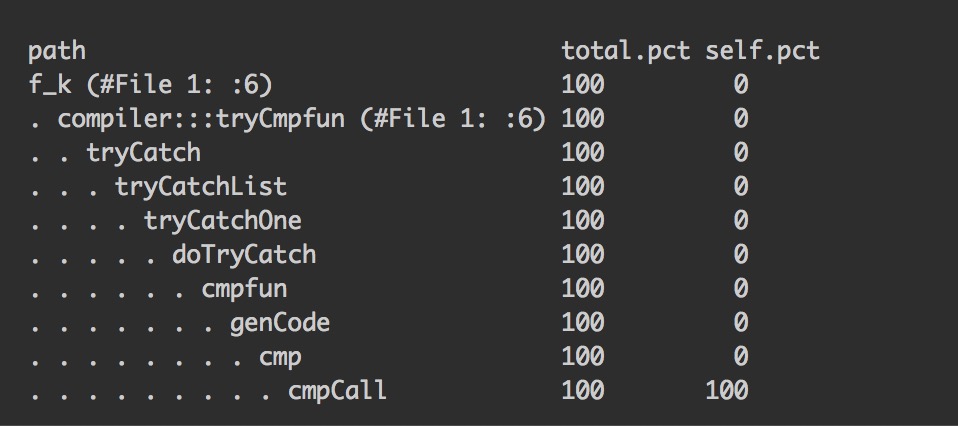 path total.pct self.pct
f_k (#File 1: :6) 100 0
. compiler:::tryCmpfun (#File 1: :6) 100 0
. . tryCatch 100 0
. . . tryCatchList 100 0
. . . . tryCatchOne 100 0
. . . . . doTryCatch 100 0
. . . . . . cmpfun 100 0
. . . . . . . genCode 100 0
. . . . . . . . cmp 100 0
. . . . . . . . . cmpCall 100 100